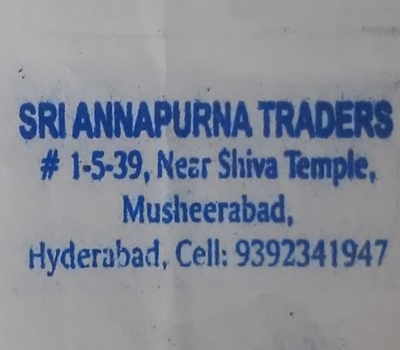 SRI ANNAPURNA TRADERS
# 1-5-39, Near Shiva Temple,
Musheerabad,
Hyderabad, Cell: 9392341947